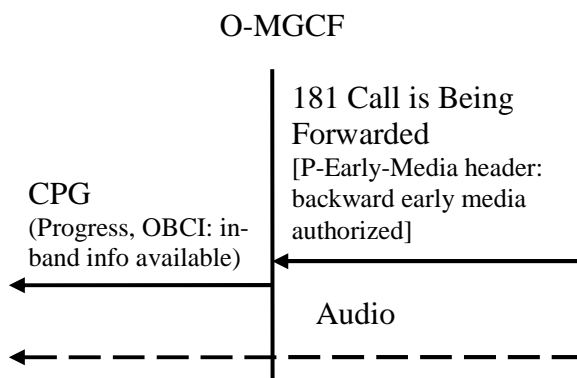 O-MGCF
181 Call is Being
Forwarded
[P-Early-Media header:
backward early media
authorized]
CPG
(Progress, OBCI: in-
band info available)
Audio